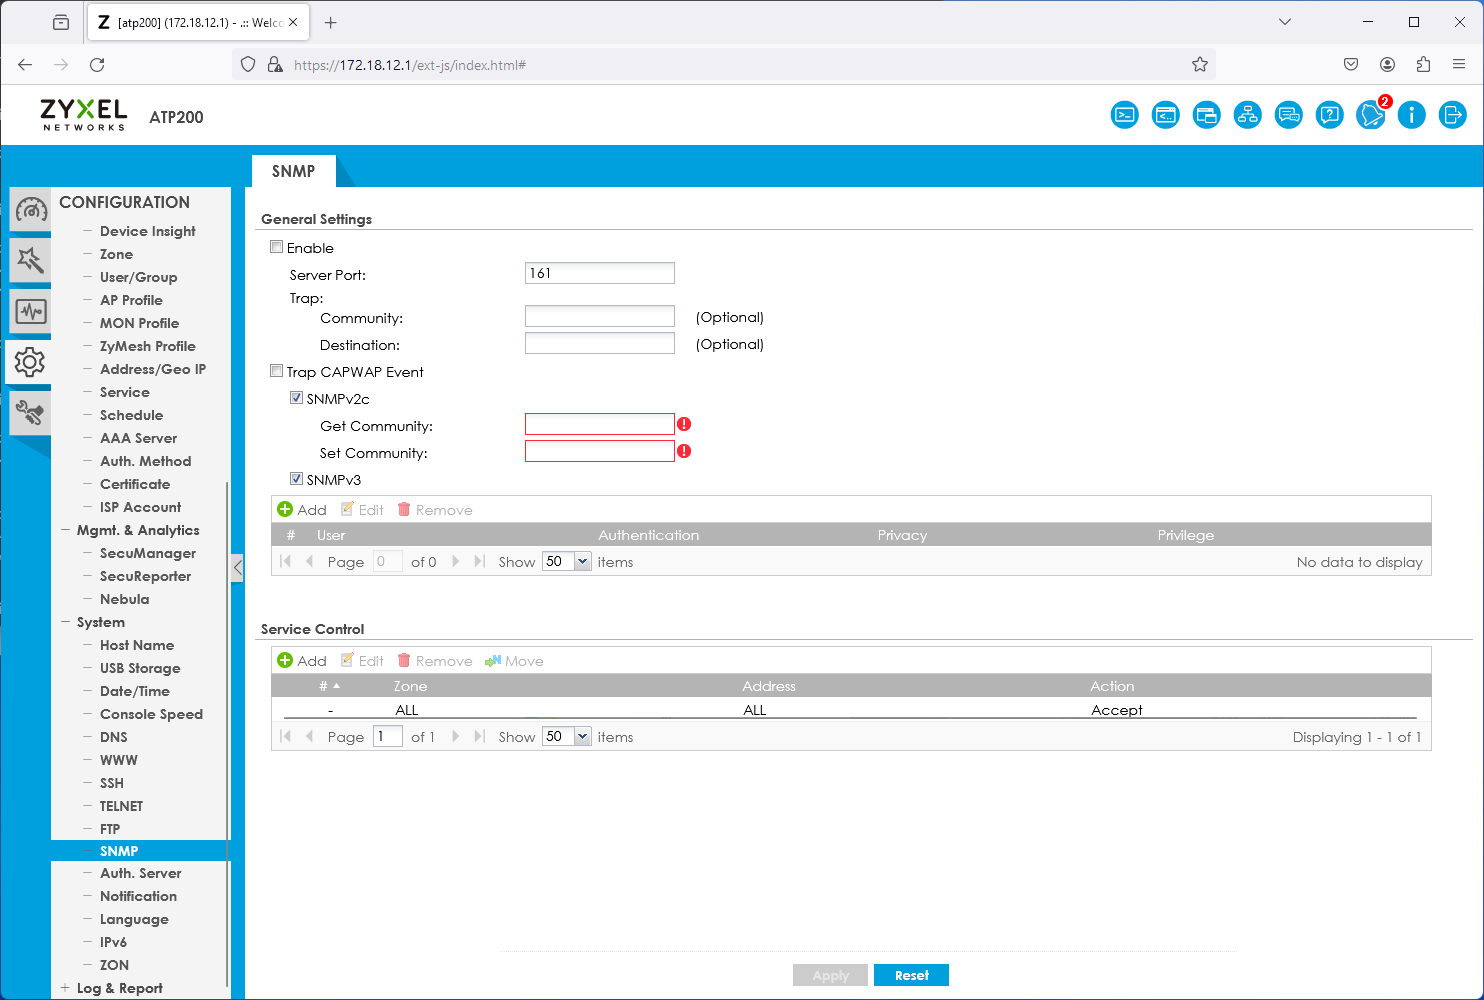 Z [atp200] (172.18.12.1) - .:: Welco
https://172.18.12.1/ext-js/index.html#
ZYXEL
NETWORKS
ATP200
2
SNMP
CONFIGURATION
Device Insight
Zone
User/Group
AP Profile
MON Profile
ZyMesh Profile
Address/Geo IP
Service
Schedule
AAA Server
Auth. Method
Certificate
ISP Account
Mgmt. & Analytics
SecuManager
SecuReporter
Nebula
System
Host Name
USB Storage
Date/Time
Console Speed
DNS
WWW
SSH
TELNET
FTP
SNMP
Auth. Server
Notification
Language
IPv6
ZON
Log & Report
General Settings
Enable
Server Port: 161
Trap:
Community: (Optional)
Destination: (Optional)
Trap CAPWAP Event
SNMPv2c
Get Community:
Set Community:
SNMPv3
Add Edit Remove
# User Authentication Privacy Privilege
Page 0 of 0 Show 50 items No data to display
Service Control
Add Edit Remove Move
# Zone Address Action
- ALL ALL Accept
Page 1 of 1 Show 50 items Displaying 1 - 1 of 1
Apply Reset